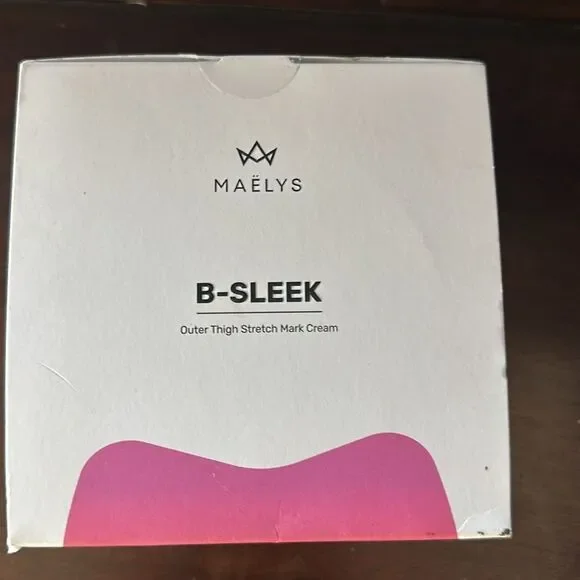 MAËLYS
B-SLEEK
Outer Thigh Stretch Mark Cream